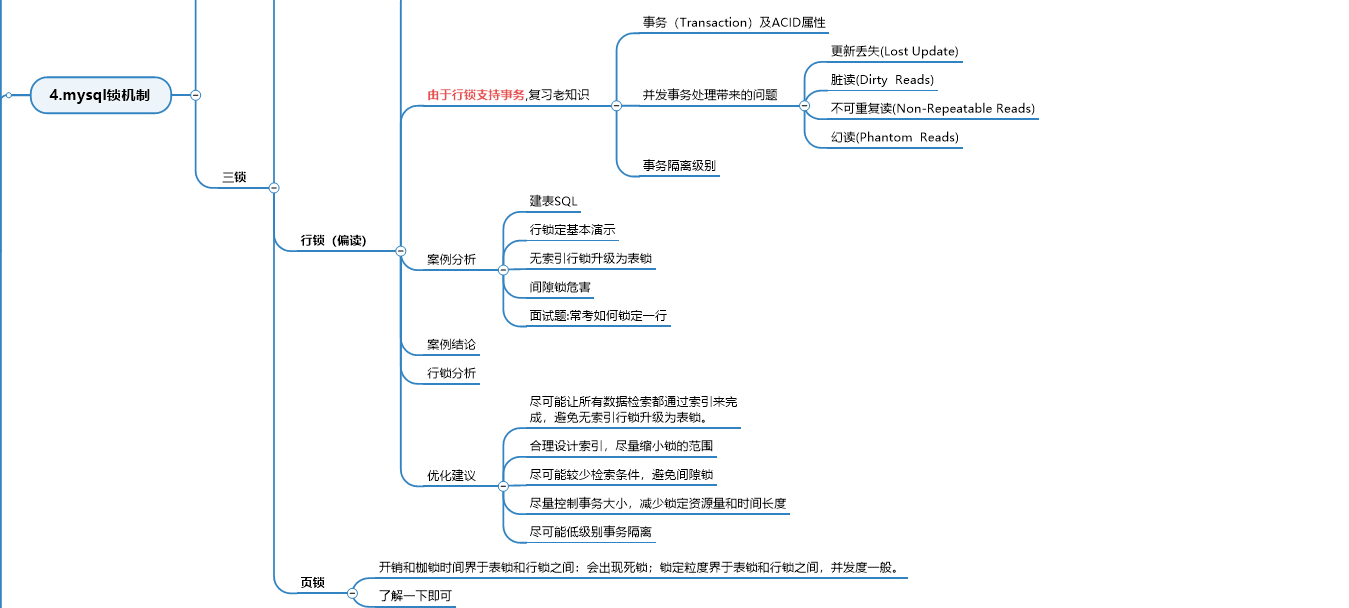 4.mysql锁机制
三锁
行锁（偏读）
由于行锁支持事务,复习老知识
事务（Transaction）及ACID属性
并发事务处理带来的问题
更新丢失(Lost Update)
脏读(Dirty Reads)
不可重复读(Non-Repeatable Reads)
幻读(Phantom Reads)
事务隔离级别
案例分析
建表SQL
行锁定基本演示
无索引行锁升级为表锁
间隙锁危害
面试题:常考如何锁定一行
案例结论
行锁分析
优化建议
尽可能让所有数据检索都通过索引来完
成，避免无索引行锁升级为表锁。
合理设计索引，尽量缩小锁的范围
尽可能较少检索条件，避免间隙锁
尽量控制事务大小，减少锁定资源量和时间长度
尽可能低级别事务隔离
页锁
开销和枷锁时间界于表锁和行锁之间：会出现死锁；锁定粒度界于表锁和行锁之间，并发度一般。
了解一下即可